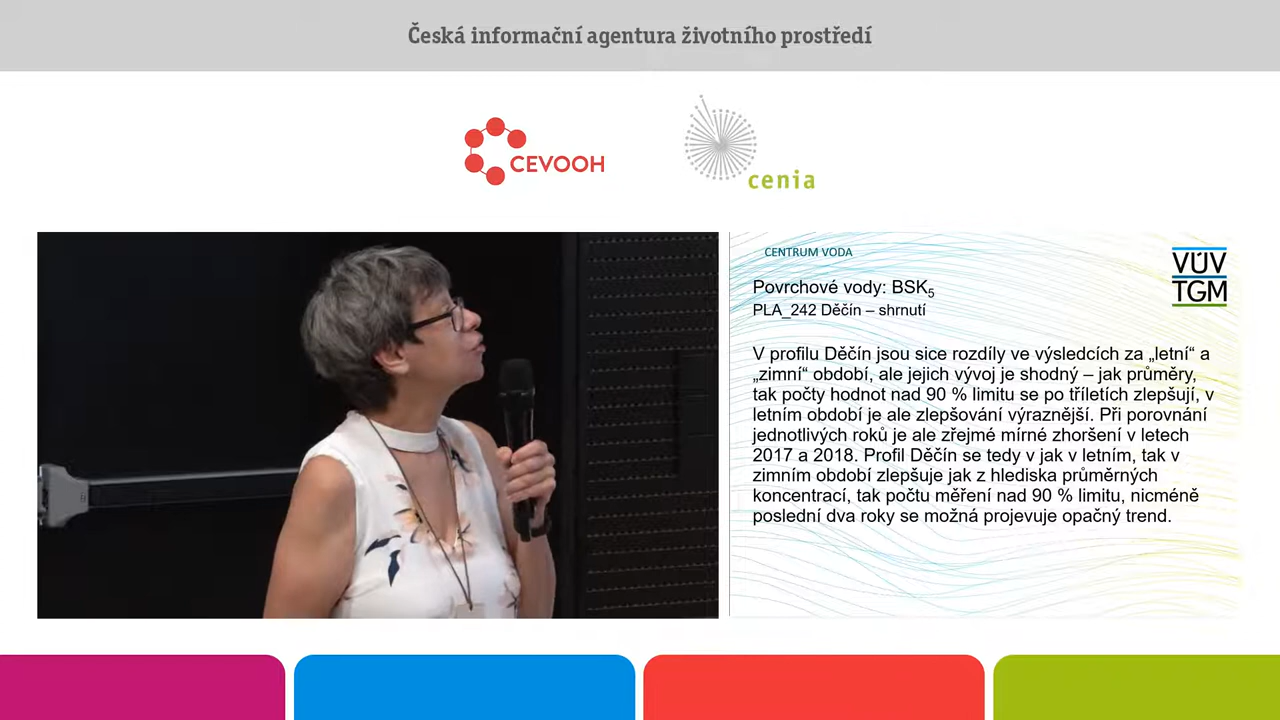 Česká informační agentura životního prostředí
CEVOOH
cenia
CENTRUM VODA
VÚV
TGM
Povrchové vody: BSK5
PLA_242 Děčín – shrnutí
V profilu Děčín jsou sice rozdíly ve výsledcích za „letní“ a
„zimní“ období, ale jejich vývoj je shodný – jak průměry,
tak počty hodnot nad 90 % limitu se po tříletích zlepšují, v
letním období je ale zlepšování výraznější. Při porovnání
jednotlivých roků je ale zřejmé mírné zhoršení v letech
2017 a 2018. Profil Děčín se tedy v jak v letním, tak v
zimním období zlepšuje jak z hlediska průměrných
koncentrací, tak počtu měření nad 90 % limitu, nicméně
poslední dva roky se možná projevuje opačný trend.